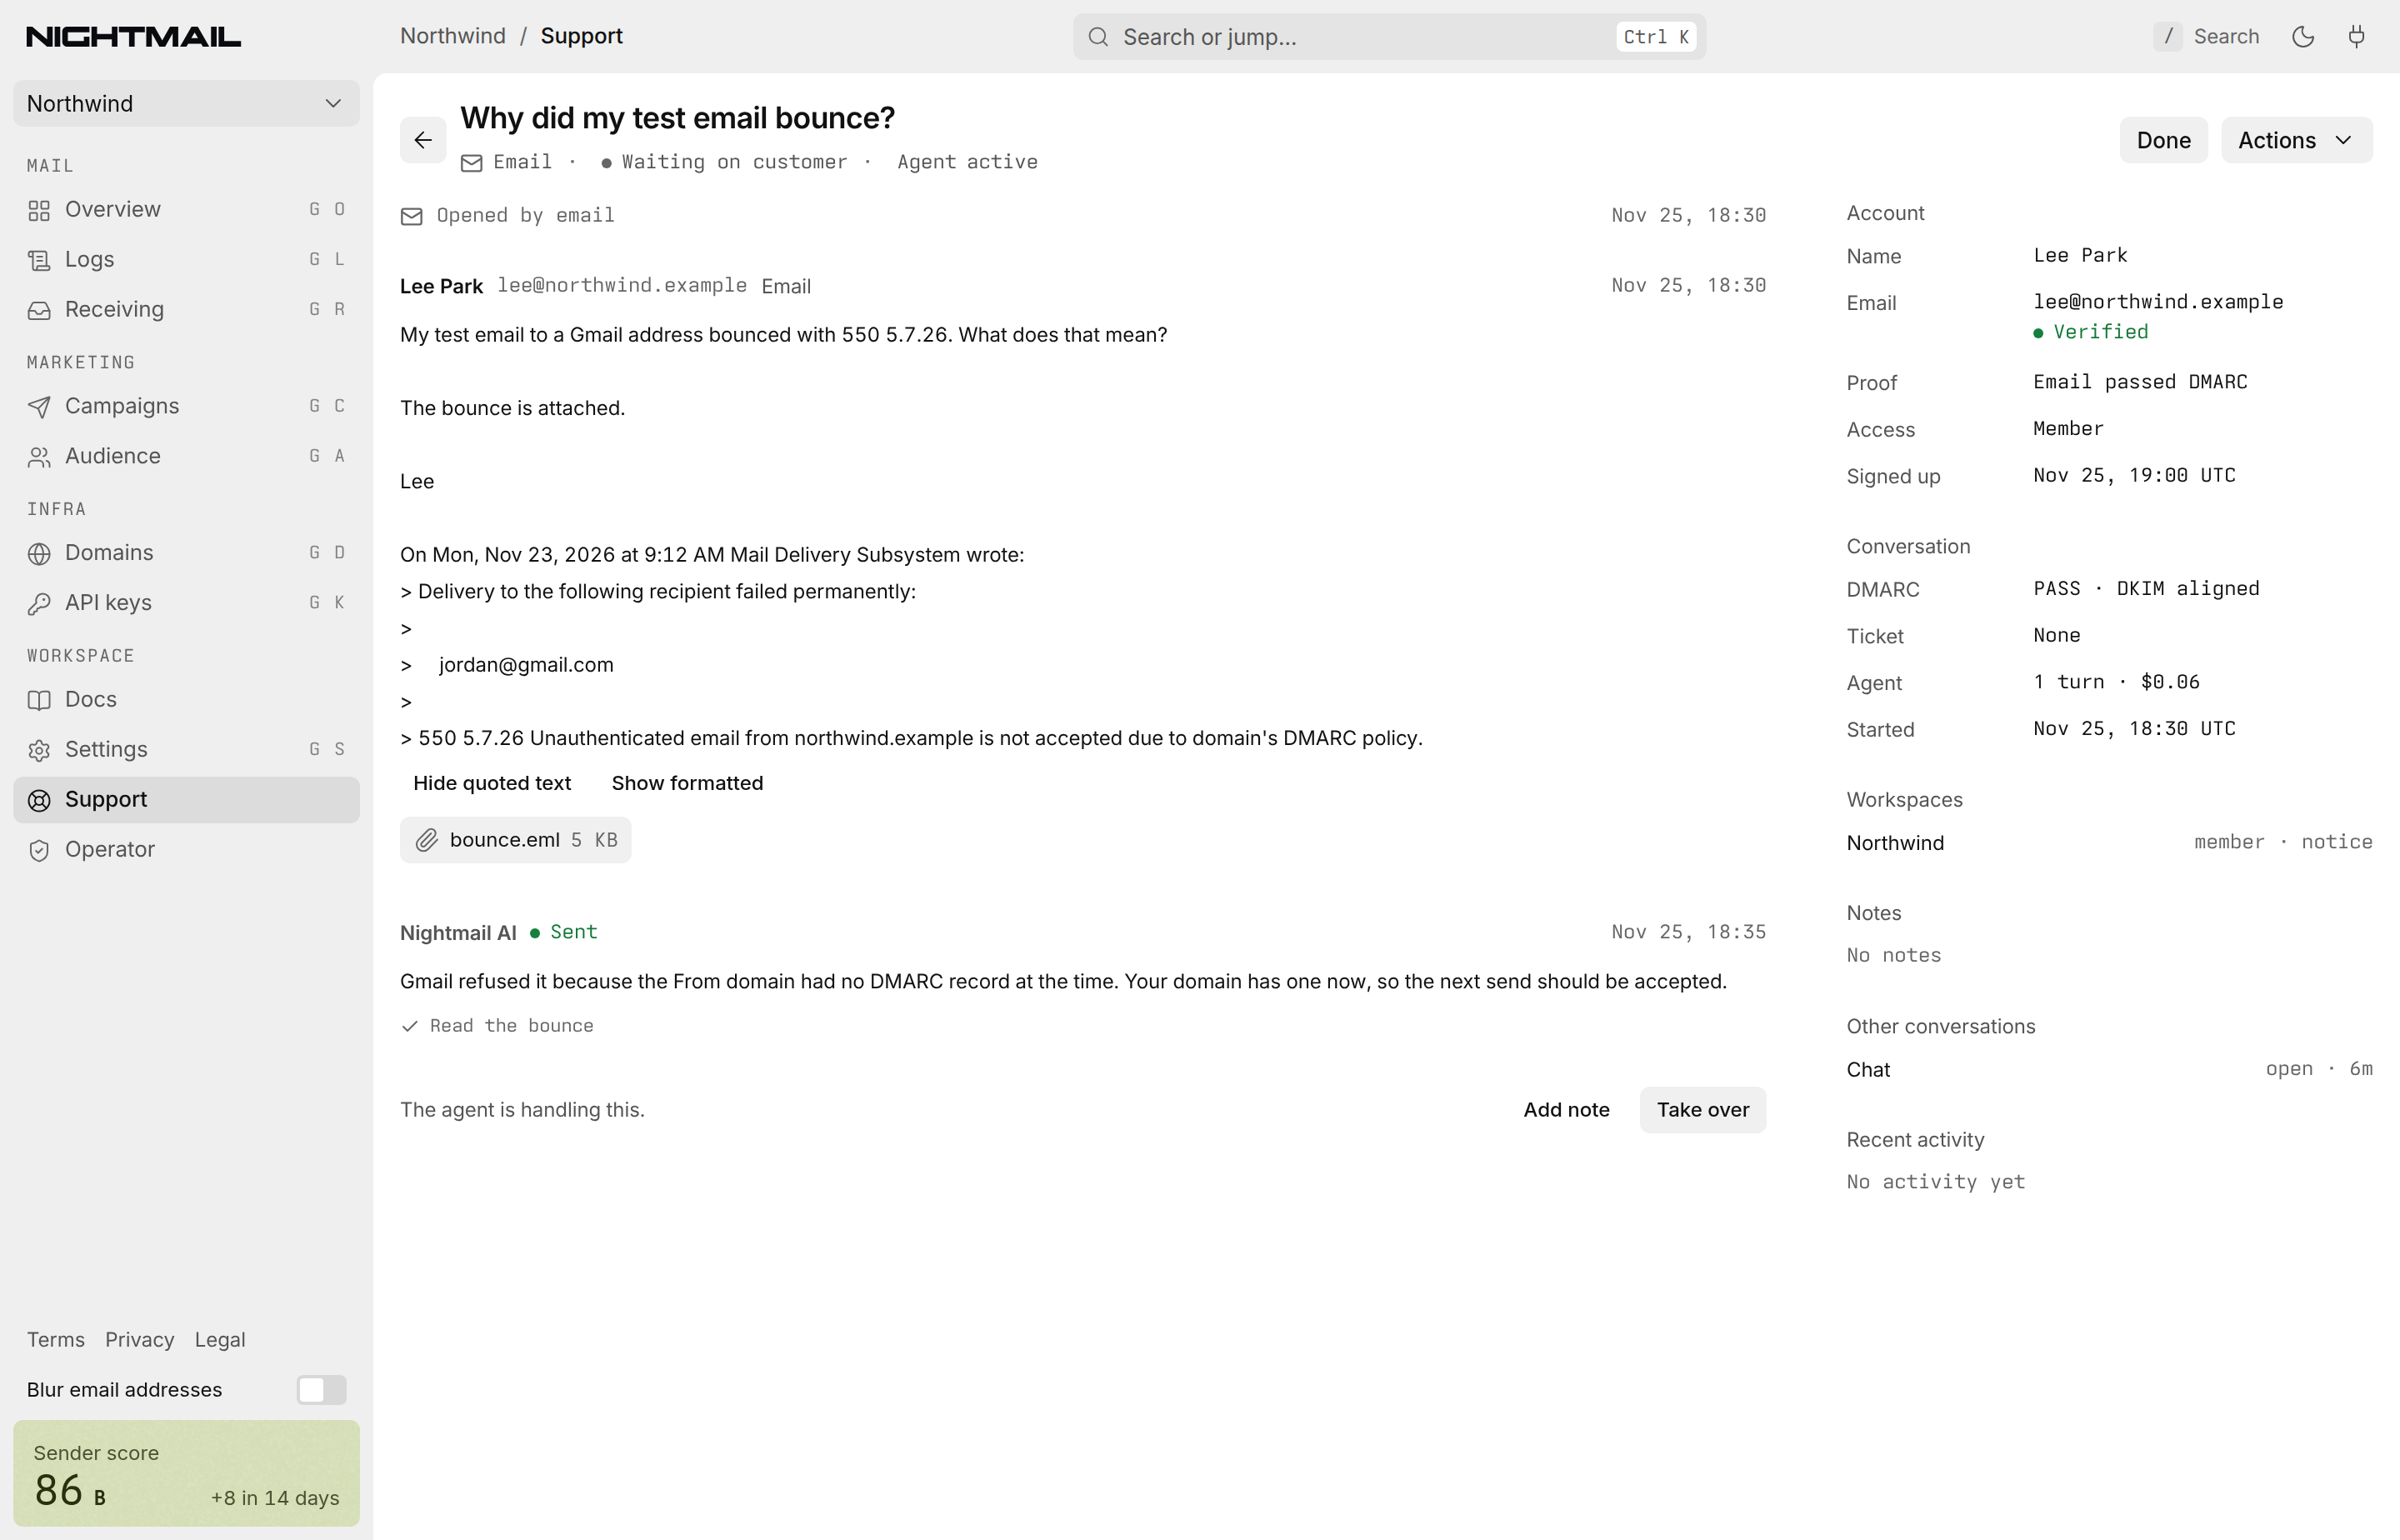 NIGHTMAIL
Northwind / Support
Search or jump... Ctrl K
/ Search
Northwind
MAIL
Overview G O
Logs G L
Receiving G R
MARKETING
Campaigns G C
Audience G A
INFRA
Domains G D
API keys G K
WORKSPACE
Docs
Settings G S
Support
Operator
Terms Privacy Legal
Blur email addresses
Sender score
86 B +8 in 14 days
Why did my test email bounce?
Email · Waiting on customer · Agent active
Done Actions
Opened by email Nov 25, 18:30
Lee Park lee@northwind.example Email Nov 25, 18:30
My test email to a Gmail address bounced with 550 5.7.26. What does that mean?
The bounce is attached.
Lee
On Mon, Nov 23, 2026 at 9:12 AM Mail Delivery Subsystem wrote:
> Delivery to the following recipient failed permanently:
>
> jordan@gmail.com
>
> 550 5.7.26 Unauthenticated email from northwind.example is not accepted due to domain's DMARC policy.
Hide quoted text Show formatted
bounce.eml 5 KB
Nightmail AI Sent Nov 25, 18:35
Gmail refused it because the From domain had no DMARC record at the time. Your domain has one now, so the next send should be accepted.
Read the bounce
The agent is handling this. Add note Take over
Account
Name Lee Park
Email lee@northwind.example
Verified
Proof Email passed DMARC
Access Member
Signed up Nov 25, 19:00 UTC
Conversation
DMARC PASS · DKIM aligned
Ticket None
Agent 1 turn · $0.06
Started Nov 25, 18:30 UTC
Workspaces
Northwind member · notice
Notes
No notes
Other conversations
Chat open · 6m
Recent activity
No activity yet